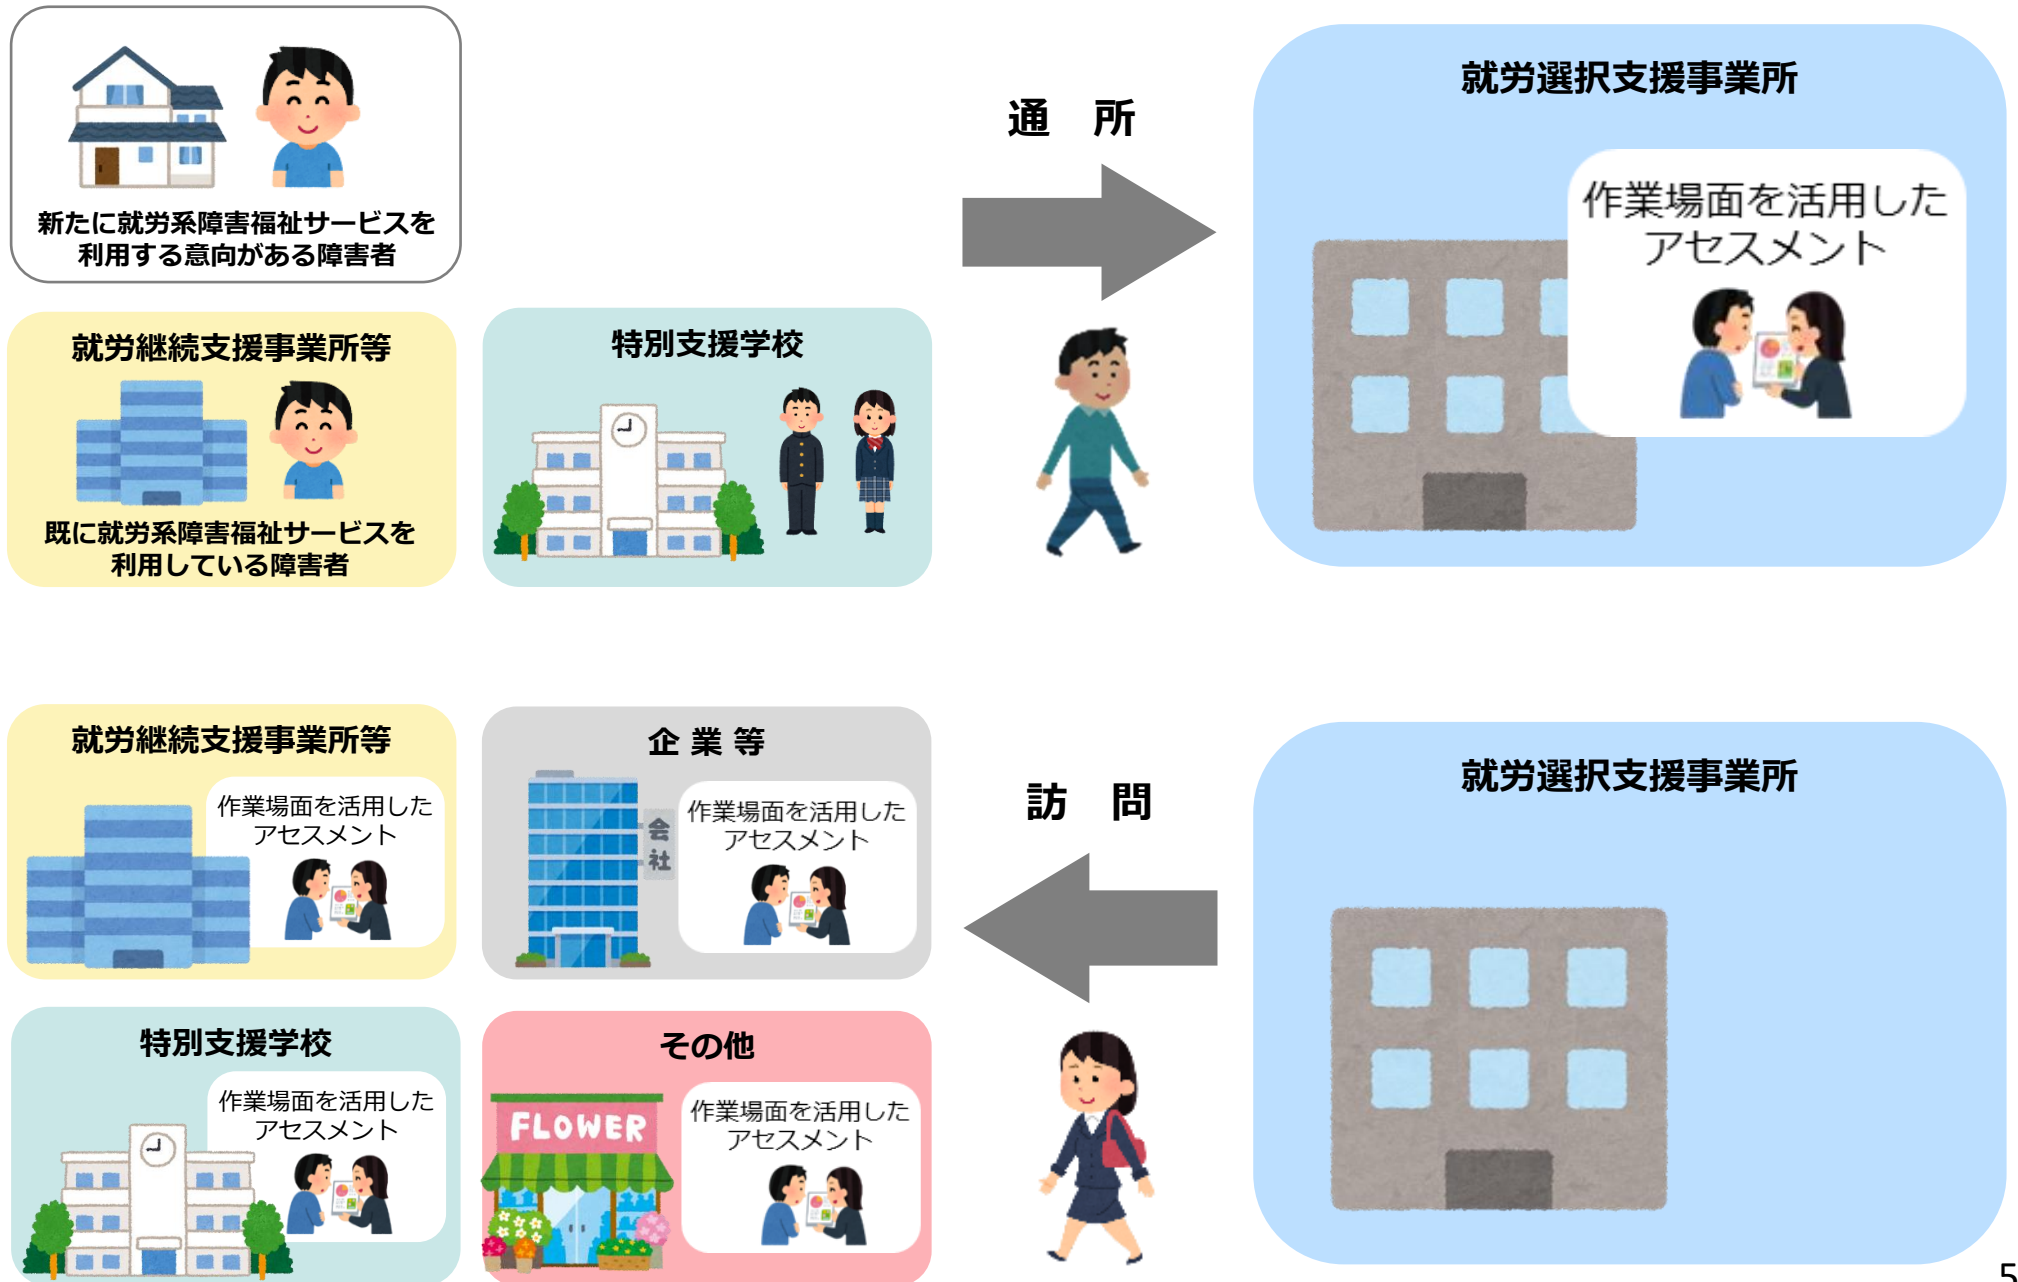 新たに就労系障害福祉サービスを
利用する意向がある障害者
就労継続支援事業所等
既に就労系障害福祉サービスを
利用している障害者
特別支援学校
通 所
就労選択支援事業所
作業場面を活用した
アセスメント
就労継続支援事業所等
作業場面を活用した
アセスメント
企 業 等
会社
作業場面を活用した
アセスメント
特別支援学校
作業場面を活用した
アセスメント
その他
FLOWER
作業場面を活用した
アセスメント
訪 問
就労選択支援事業所
5